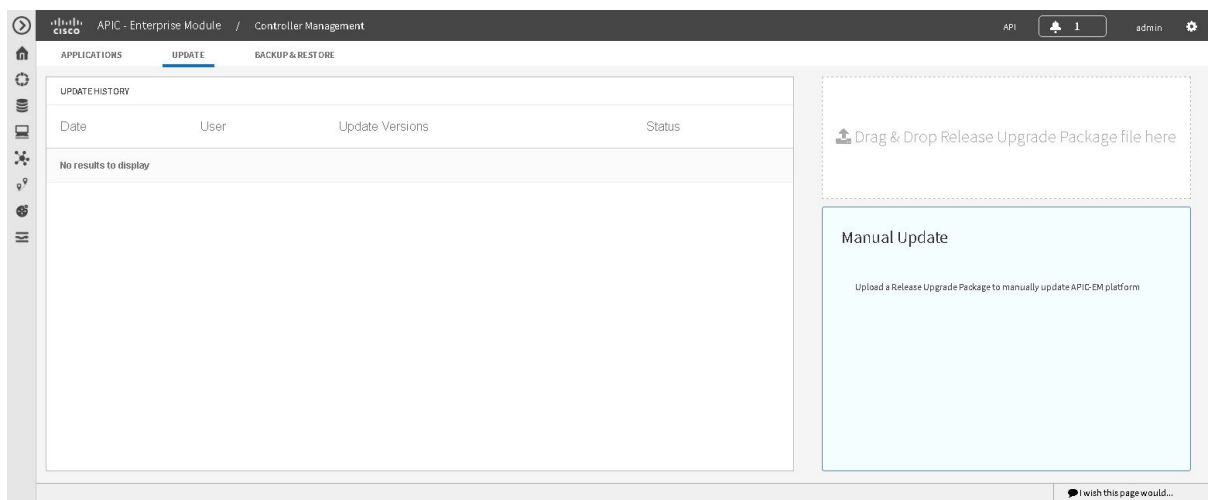 CISCO APIC - Enterprise Module / Controller Management API 1 admin
APPLICATIONS UPDATE BACKUP & RESTORE
UPDATE HISTORY
Date User Update Versions Status
No results to display
Drag & Drop Release Upgrade Package file here
Manual Update
Upload a Release Upgrade Package to manually update APIC-EM platform
I wish this page would...